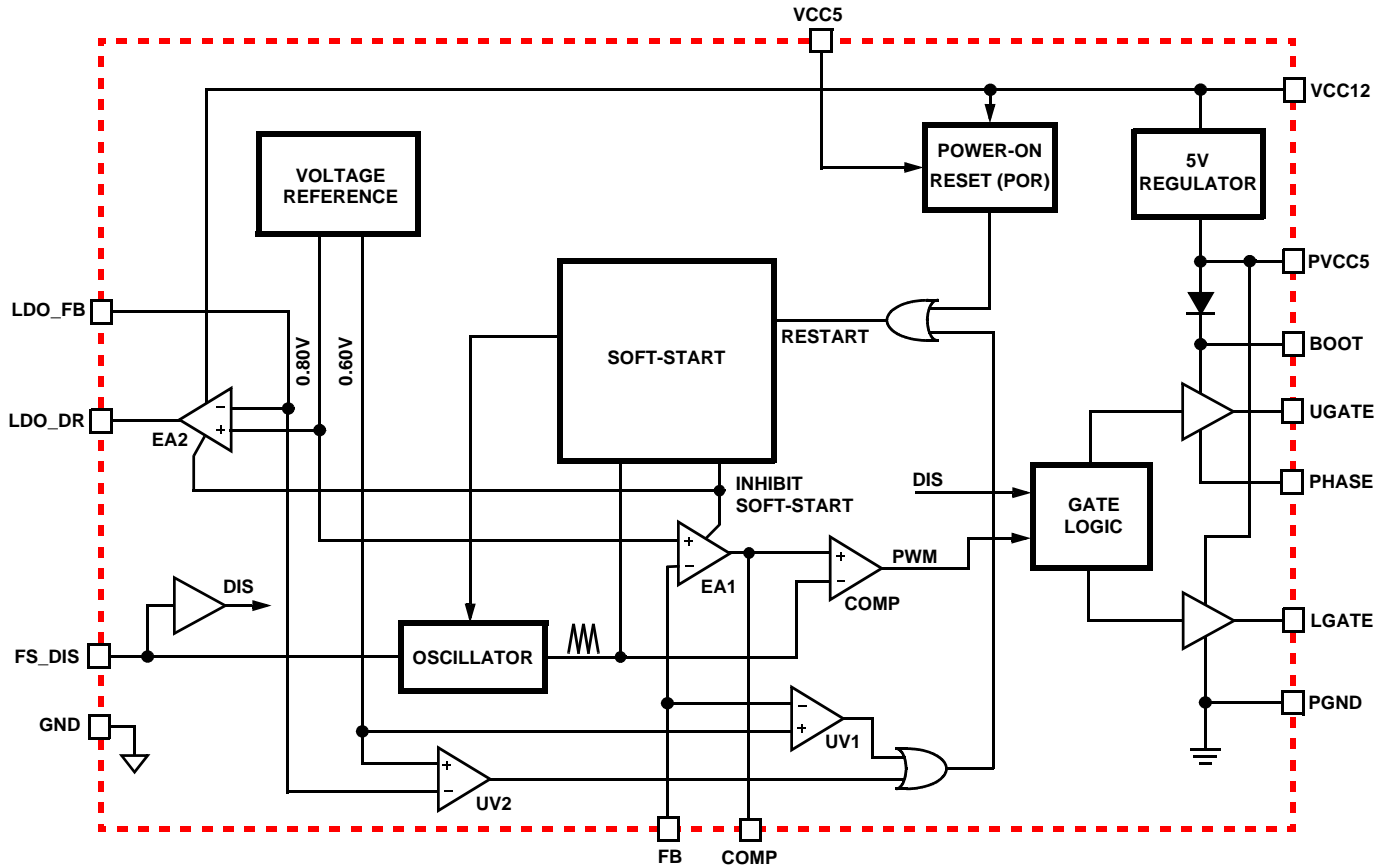 VCC5
VCC12
POWER-ON
RESET (POR)
5V
REGULATOR
VOLTAGE
REFERENCE
PVCC5
LDO_FB
0.80V
0.60V
SOFT-START
RESTART
BOOT
LDO_DR
-
+
EA2
UGATE
INHIBIT
SOFT-START
DIS
PHASE
GATE
LOGIC
+
-
EA1
+
-
COMP
PWM
DIS
LGATE
FS_DIS
OSCILLATOR
GND
-
+
UV1
PGND
+
-
UV2
FB
COMP